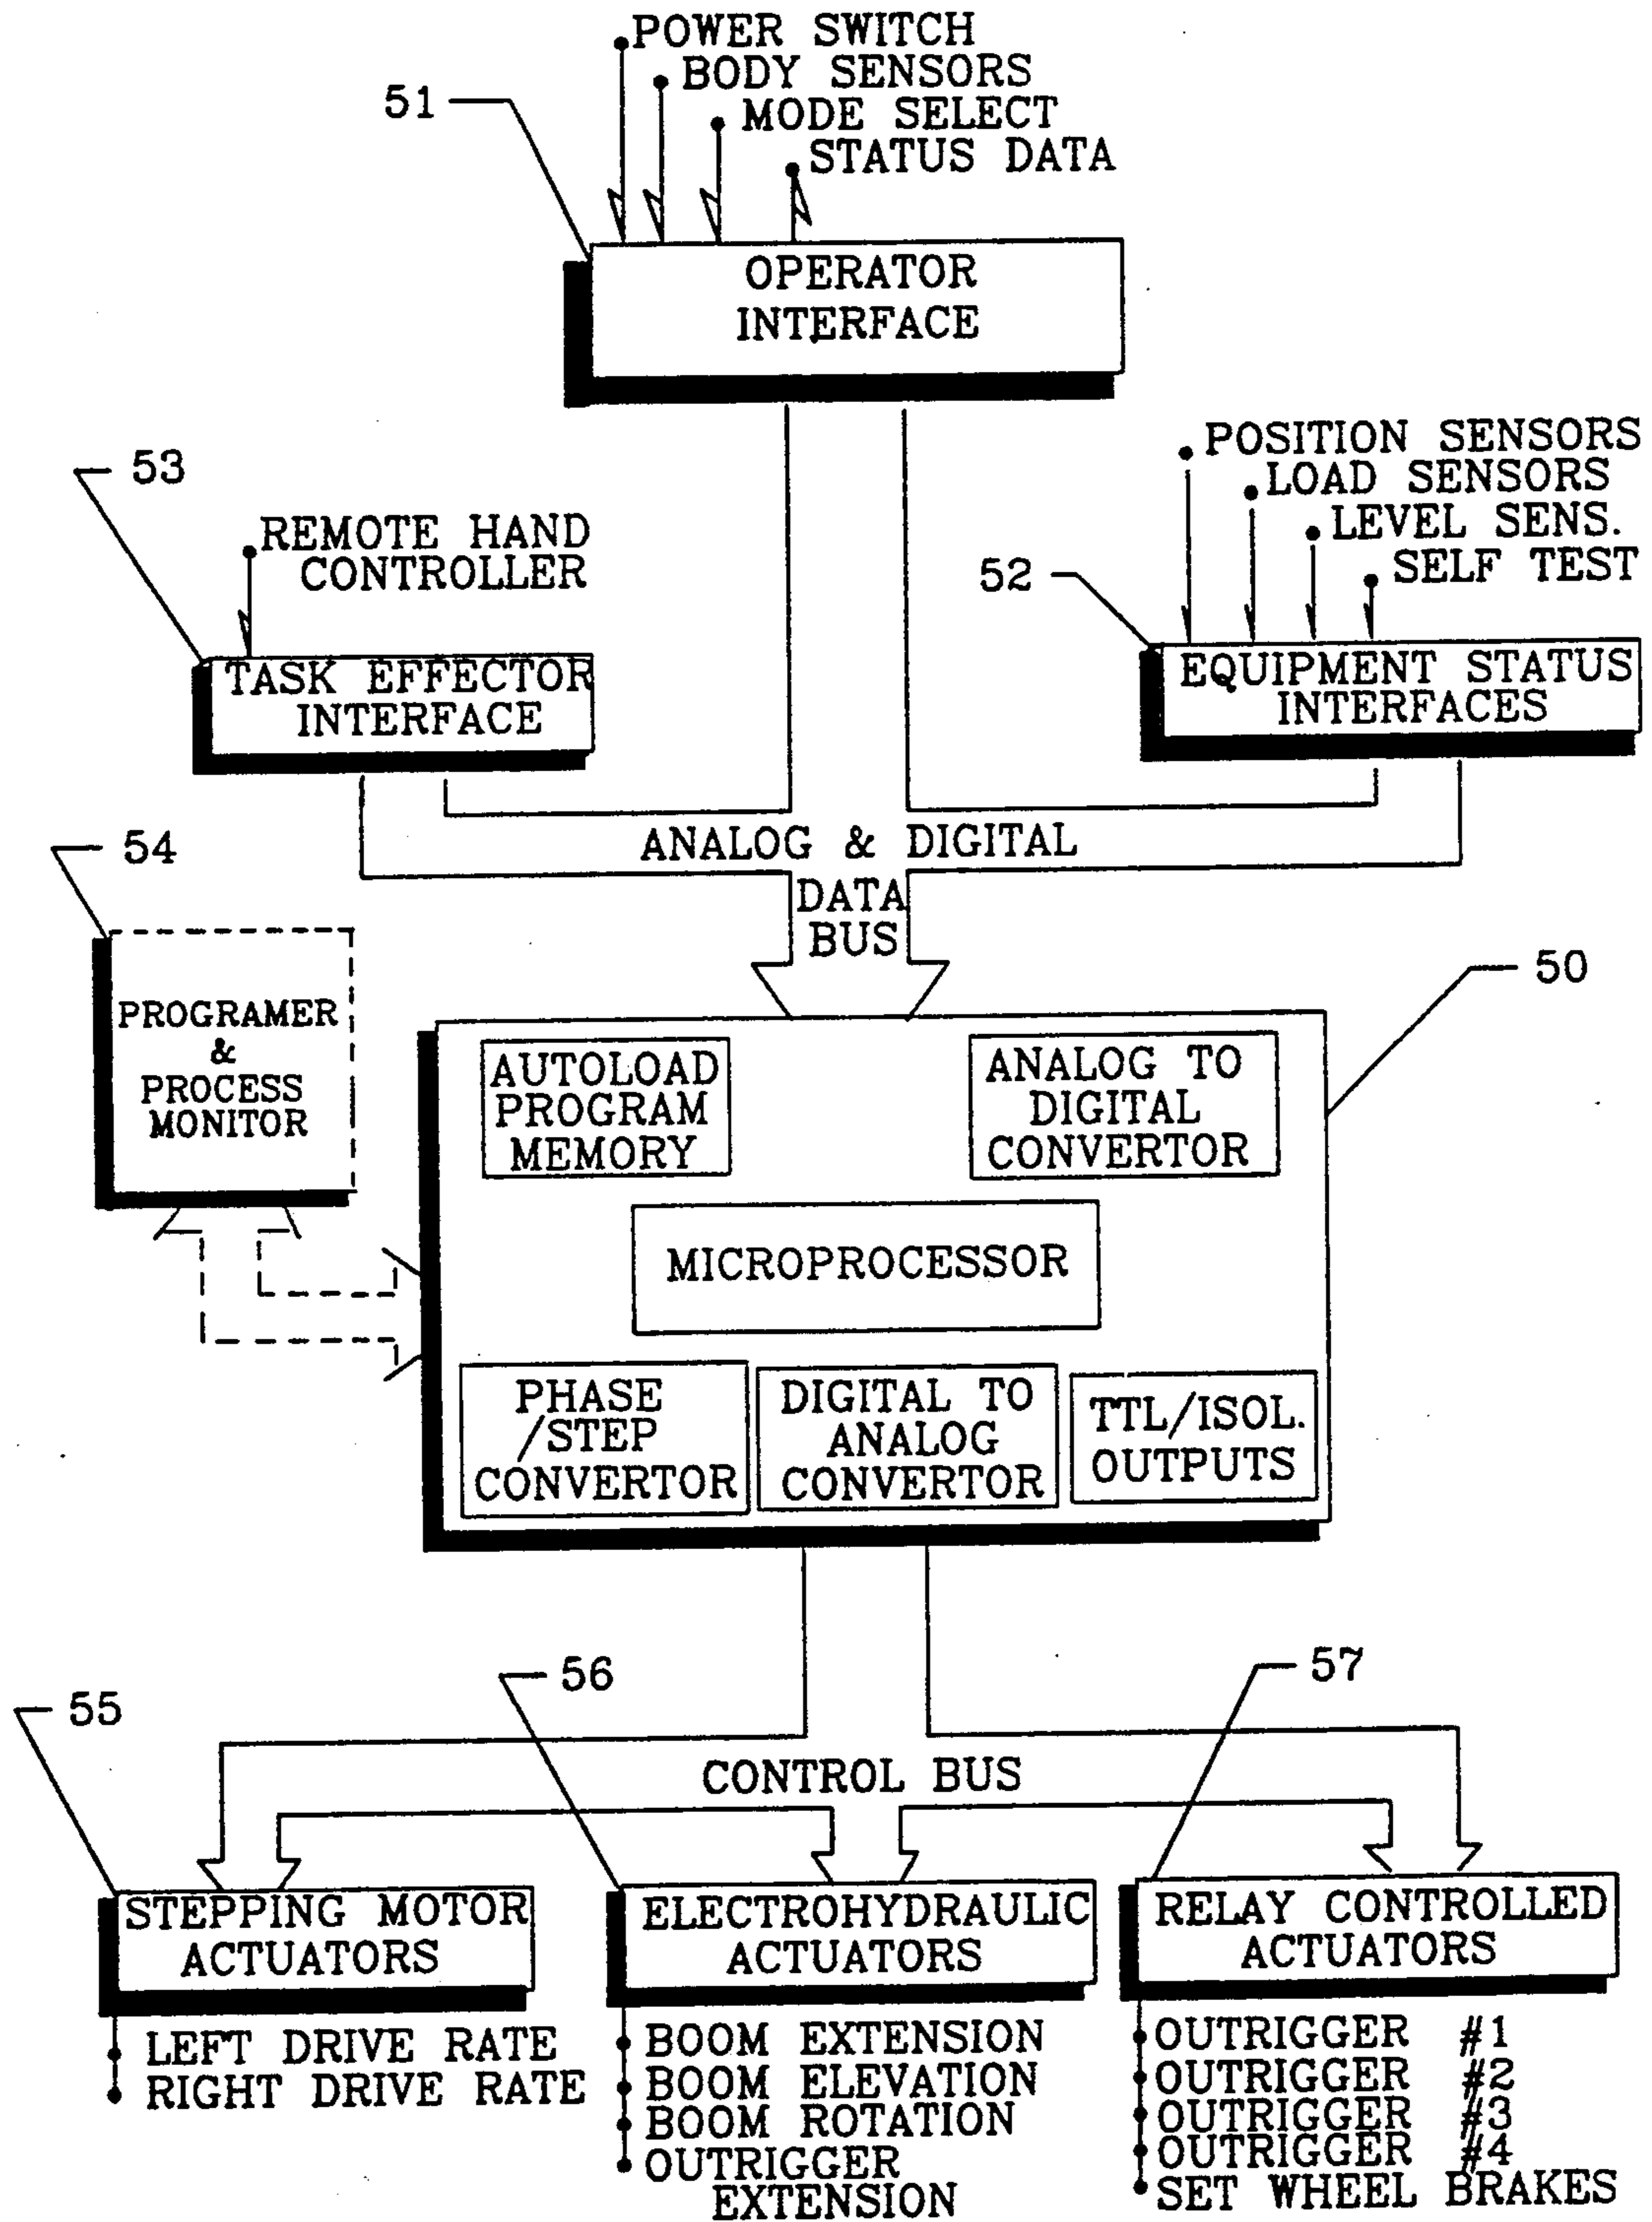 POWER SWITCH
BODY SENSORS
MODE SELECT
STATUS DATA
51
OPERATOR
INTERFACE
53
REMOTE HAND
CONTROLLER
TASK EFFECTOR
INTERFACE
POSITION SENSORS
LOAD SENSORS
LEVEL SENS.
SELF TEST
52
EQUIPMENT STATUS
INTERFACES
ANALOG & DIGITAL
DATA
BUS
54
PROGRAMER
&
PROCESS
MONITOR
50
AUTOLOAD
PROGRAM
MEMORY
ANALOG TO
DIGITAL
CONVERTOR
MICROPROCESSOR
PHASE
/STEP
CONVERTOR
DIGITAL TO
ANALOG
CONVERTOR
TTL/ISOL.
OUTPUTS
CONTROL BUS
55
STEPPING MOTOR
ACTUATORS
LEFT DRIVE RATE
RIGHT DRIVE RATE
56
ELECTROHYDRAULIC
ACTUATORS
BOOM EXTENSION
BOOM ELEVATION
BOOM ROTATION
OUTRIGGER
EXTENSION
57
RELAY CONTROLLED
ACTUATORS
OUTRIGGER #1
OUTRIGGER #2
OUTRIGGER #3
OUTRIGGER #4
SET WHEEL BRAKES